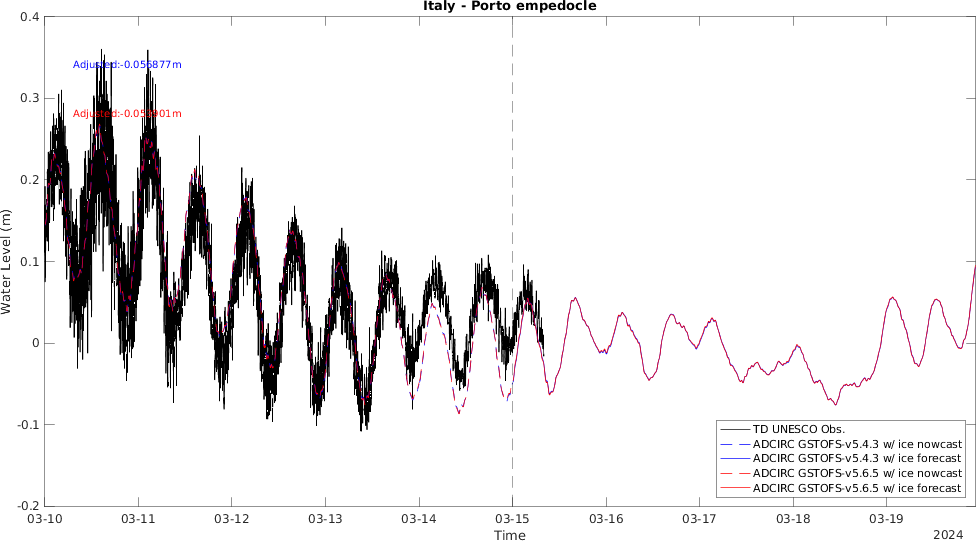 Italy - Porto empedocle
0.4
0.3
0.2
0.1
0
-0.1
-0.2
Water Level (m)
Adjusted:-0.056877m
m
TD UNESCO Obs.
ADCIRC GSTOFS-v5.4.3 w/ ice nowcast
ADCIRC GSTOFS-v5.4.3 w/ ice forecast
ADCIRC GSTOFS-v5.6.5 w/ ice nowcast
ADCIRC GSTOFS-v5.6.5 w/ ice forecast
03-10 03-11 03-12 03-13 03-14 03-15 03-16 03-17 03-18 03-19
Time
2024